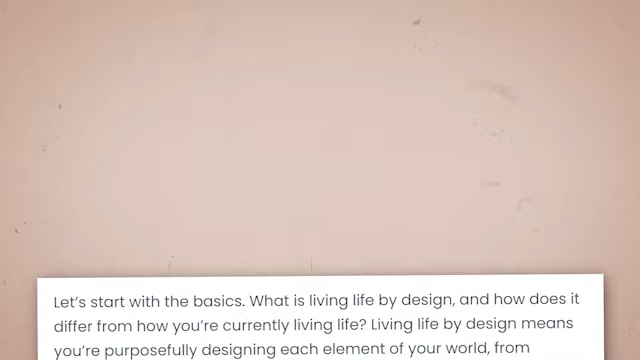 Let's start with the basics. What is living life by design, and how does it
differ from how you're currently living life? Living life by design means
you're purposefully designing each element of your world, from